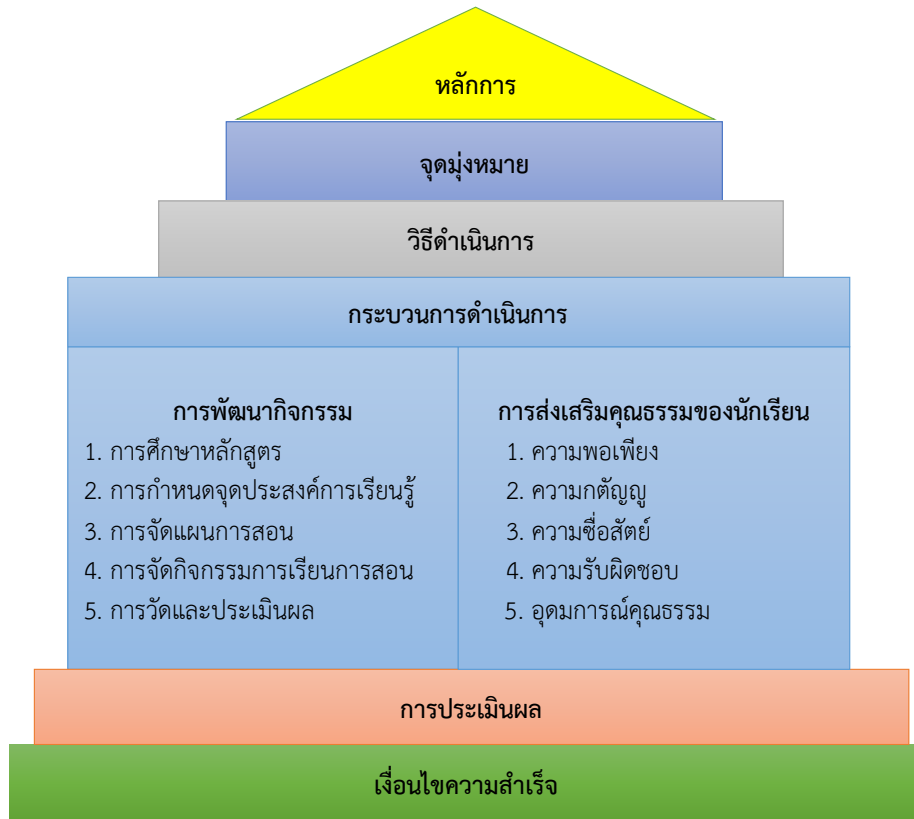 หลักการ
จุดมุ่งหมาย
วิธีดำเนินการ
กระบวนการดำเนินการ
การพัฒนากิจกรรม
1. การศึกษาหลักสูตร
2. การกำหนดจุดประสงค์การเรียนรู้
3. การจัดแผนการสอน
4. การจัดกิจกรรมการเรียนการสอน
5. การวัดและประเมินผล
การส่งเสริมคุณธรรมของนักเรียน
1. ความพอเพียง
2. ความกตัญญู
3. ความซื่อสัตย์
4. ความรับผิดชอบ
5. อุดมการณ์คุณธรรม
การประเมินผล
เงื่อนไขความสำเร็จ